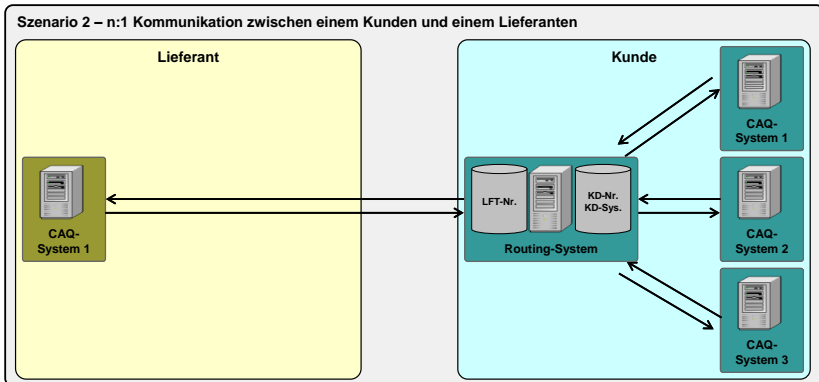 Szenario 2 – n:1 Kommunikation zwischen einem Kunden und einem Lieferanten
Lieferant
Kunde
CAQ-
System 1
CAQ-
System 1
LFT-Nr.
KD-Nr.
KD-Sys.
Routing-System
CAQ-
System 2
CAQ-
System 3